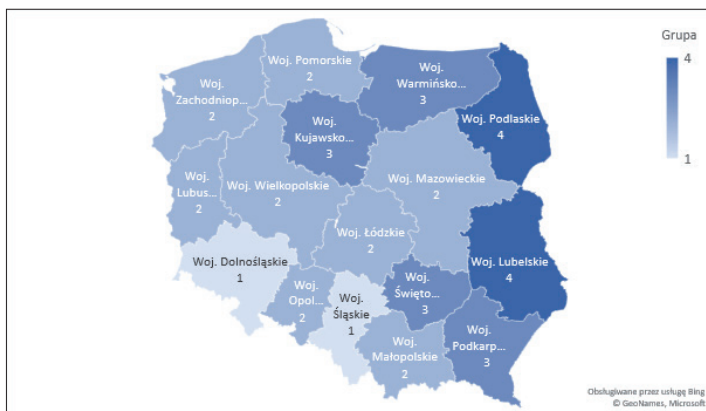 Grupa
4
1
Woj. Pomorskie
2
Woj.
Warmińsko...
3
Woj.
Zachodniop...
2
Woj. Podlaskie
4
Woj.
Kujawsko...
3
Woj.
Lubus...
2
Woj. Wielkopolskie
2
Woj. Mazowieckie
2
Woj. Łódzkie
2
Woj. Dolnośląskie
1
Woj. Lubelskie
4
Woj.
Opol...
2
Woj.
Śląskie
1
Woj.
Święto...
3
Woj.
Małopolskie
2
Woj.
Podkarp...
3
Obsługiwane przez usługę Bing
© GeoNames, Microsoft